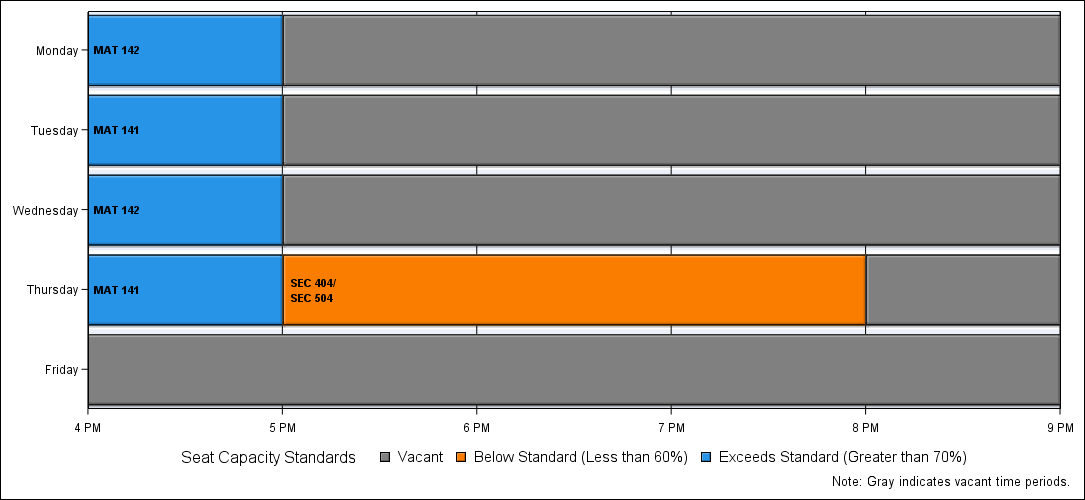 Monday
MAT 142
Tuesday
MAT 141
Wednesday
MAT 142
Thursday
MAT 141
SEC 404/
SEC 504
Friday
4 PM 5 PM 6 PM 7 PM 8 PM 9 PM
Seat Capacity Standards Vacant Below Standard (Less than 60%) Exceeds Standard (Greater than 70%)
Note: Gray indicates vacant time periods.